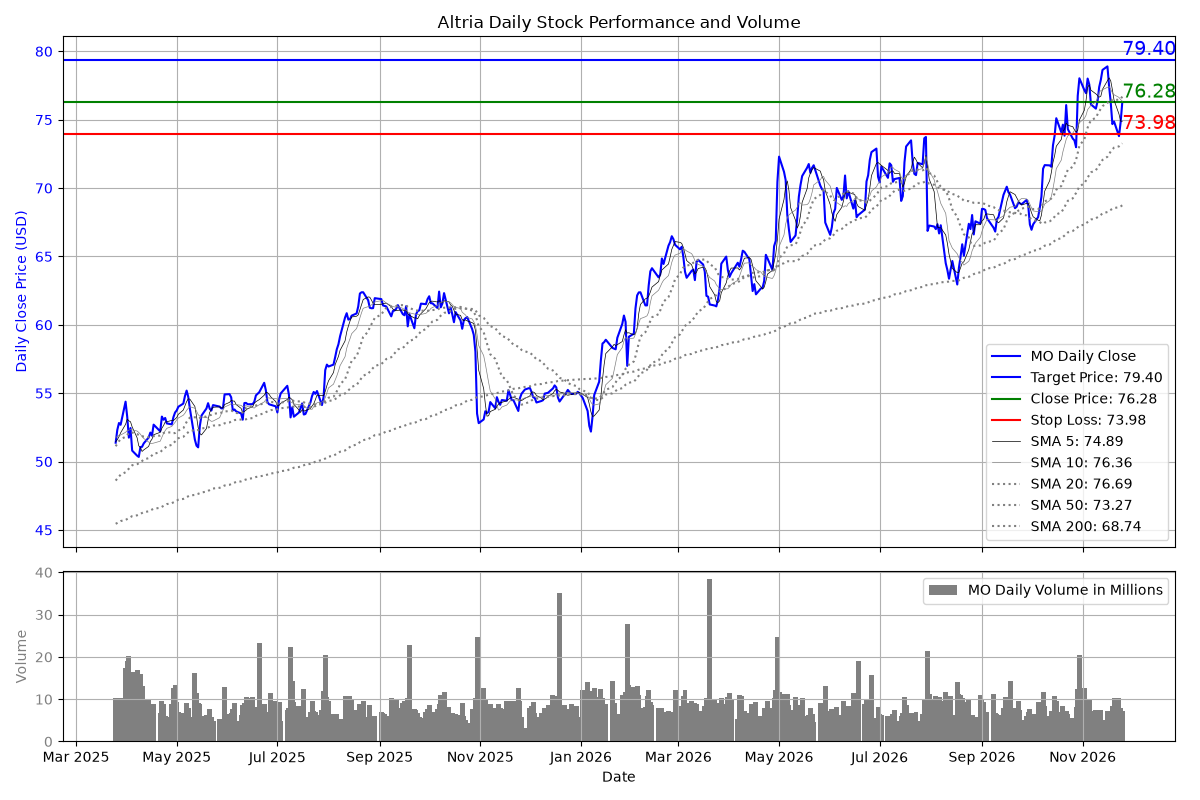 Altria Daily Stock Performance and Volume
Daily Close Price (USD)
80
75
70
65
60
55
50
45
79.40
76.28
73.98
MO Daily Close
Target Price: 79.40
Close Price: 76.28
Stop Loss: 73.98
SMA 5: 74.89
SMA 10: 76.36
SMA 20: 76.69
SMA 50: 73.27
SMA 200: 68.74
Volume
40
30
20
10
0
MO Daily Volume in Millions
Mar 2025
May 2025
Jul 2025
Sep 2025
Nov 2025
Jan 2026
Mar 2026
May 2026
Jul 2026
Sep 2026
Nov 2026
Date